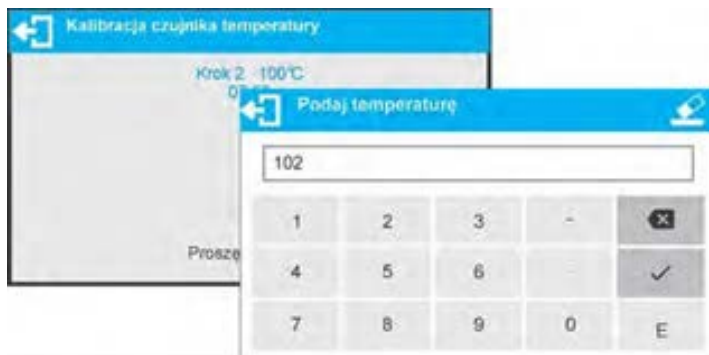 Kalibracja czujnika temperatury
Krok 2 100°C
Proszę
Podaj temperaturę
102
1 2 3 -
4 5 6
7 8 9 0 E